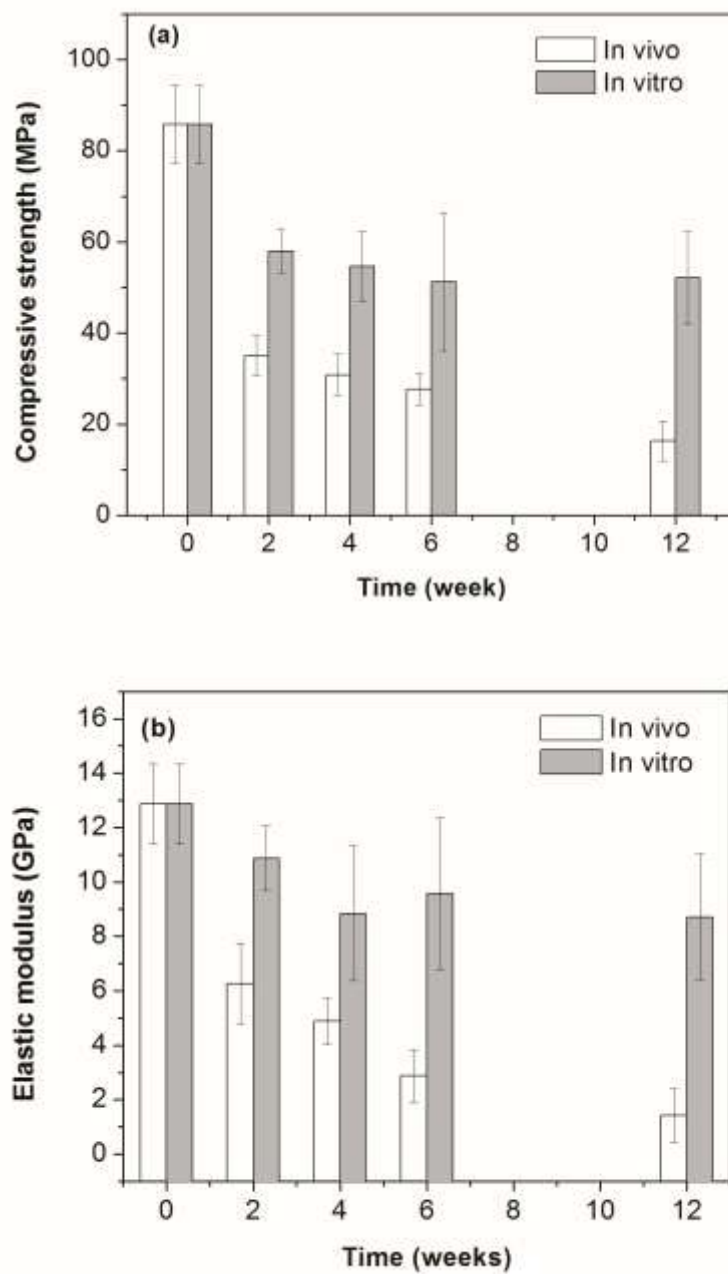 (a)
In vivo
In vitro
100
80
60
40
20
0
Compressive strength (MPa)
0 2 4 6 8 10 12
Time (week)
(b)
In vivo
In vitro
16
14
12
10
8
6
4
2
0
Elastic modulus (GPa)
0 2 4 6 8 10 12
Time (weeks)